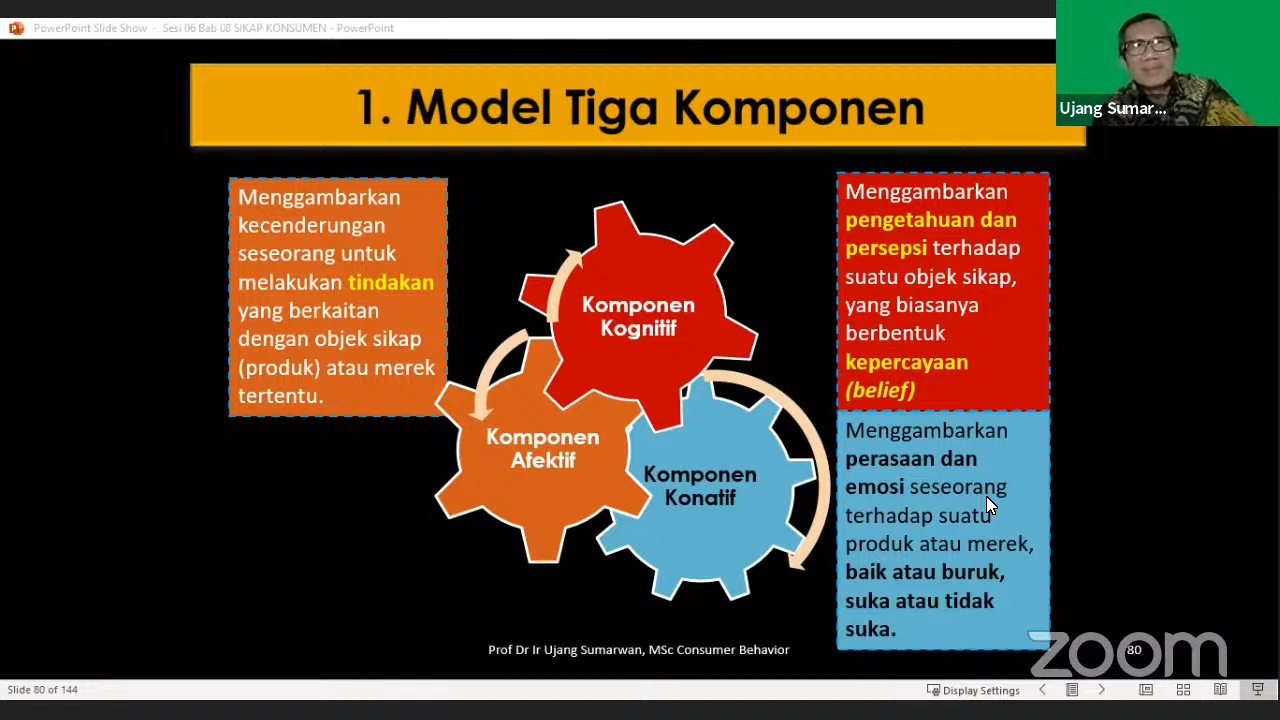 PowerPoint Slide Show - Sesi 06 Bab 08 SIKAP KONSUMEN - PowerPoint
Ujang Sumar...
1. Model Tiga Komponen
Menggambarkan
kecenderungan
seseorang untuk
melakukan tindakan
yang berkaitan
dengan objek sikap
(produk) atau merek
tertentu.
Komponen
Kognitif
Komponen
Afektif
Komponen
Konatif
Menggambarkan
pengetahuan dan
persepsi terhadap
suatu objek sikap,
yang biasanya
berbentuk
kepercayaan
(belief)
Menggambarkan
perasaan dan
emosi seseorang
terhadap suatu
produk atau merek,
baik atau buruk,
suka atau tidak
suka.
Prof Dr Ir Ujang Sumarwan, MSc Consumer Behavior
80
zoom
Slide 80 of 144
Display Settings